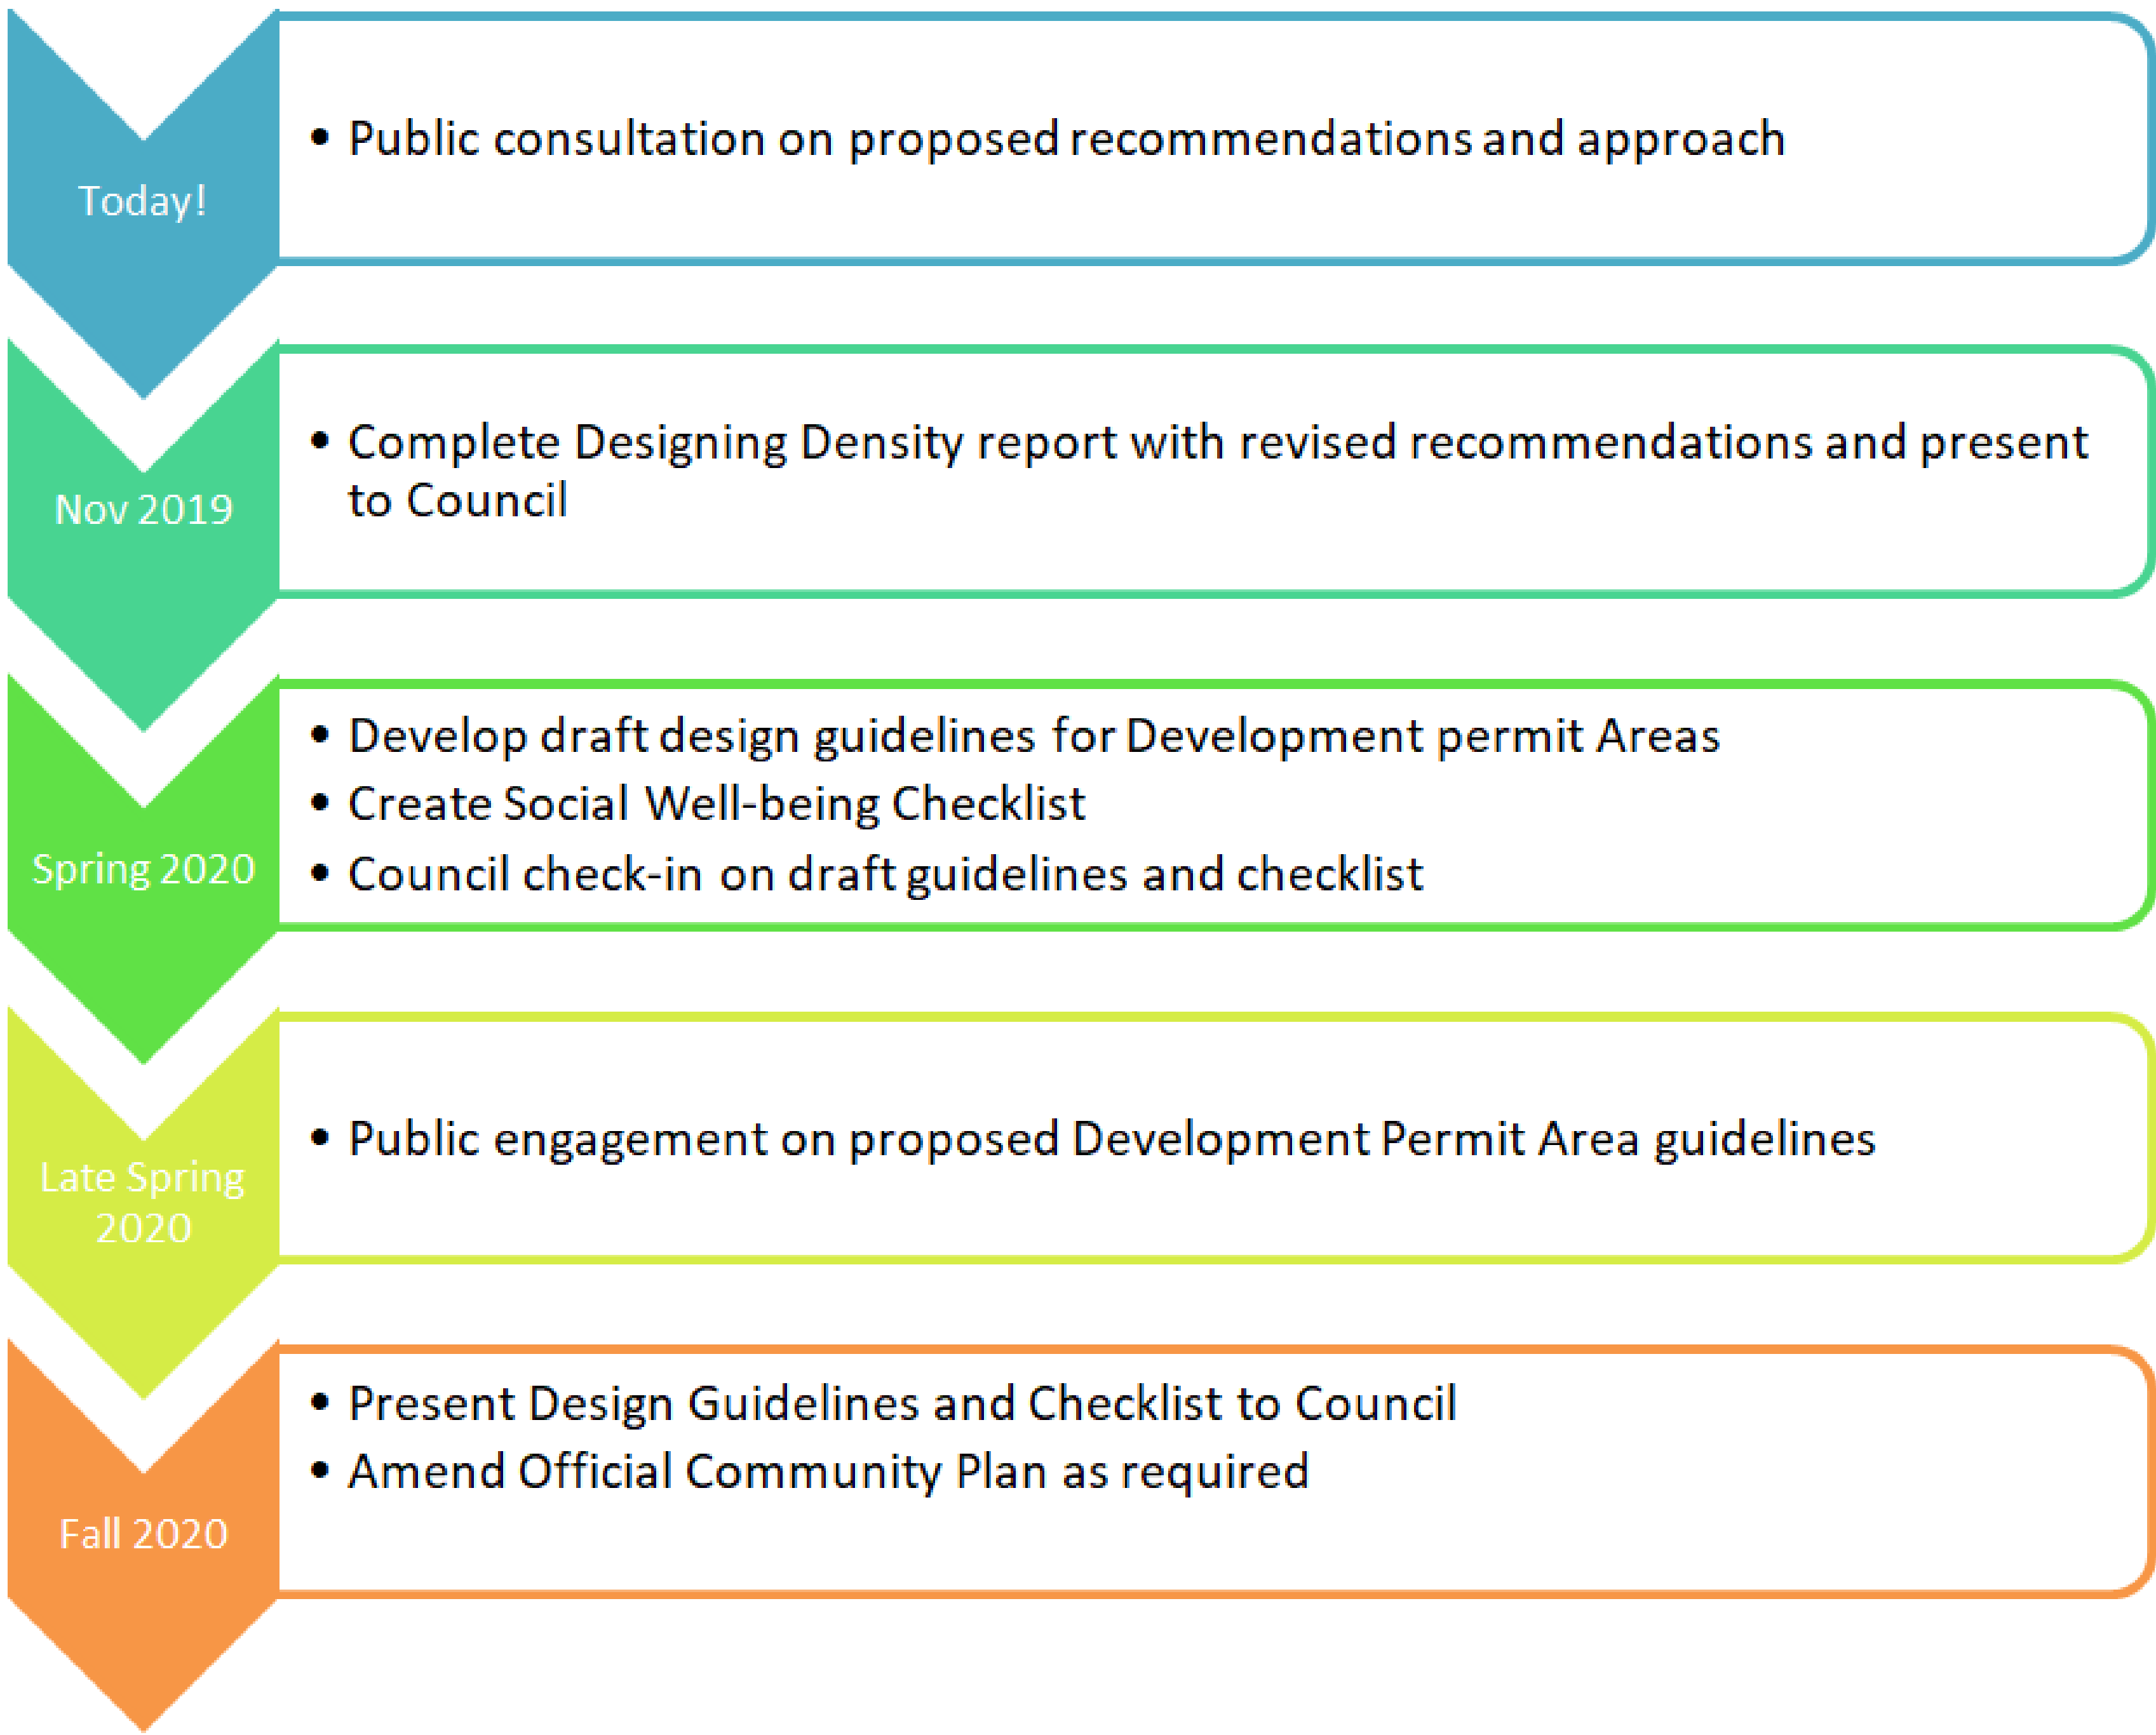 Today!
• Public consultation on proposed recommendations and approach
Nov 2019
• Complete Designing Density report with revised recommendations and present
to Council
Spring 2020
• Develop draft design guidelines for Development permit Areas
• Create Social Well-being Checklist
• Council check-in on draft guidelines and checklist
Late Spring
2020
• Public engagement on proposed Development Permit Area guidelines
Fall 2020
• Present Design Guidelines and Checklist to Council
• Amend Official Community Plan as required